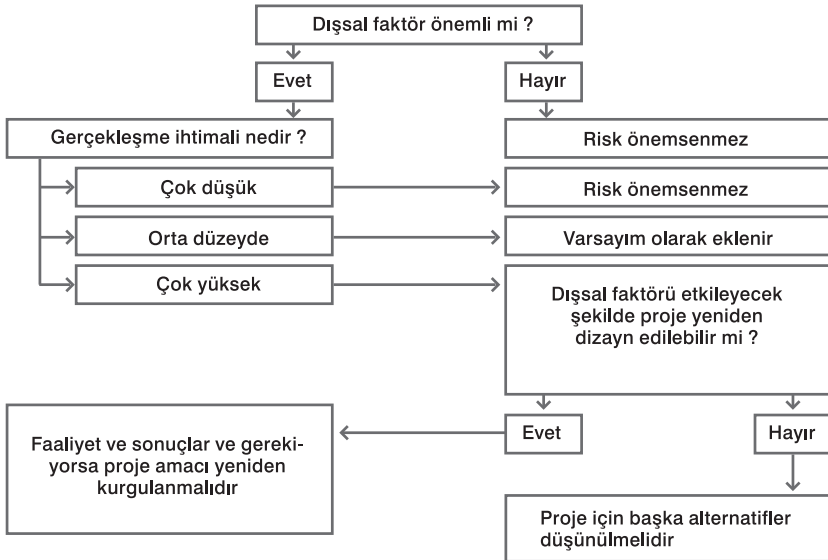 Dışsal faktör önemli mi ?
Evet
Hayır
Gerçekleşme ihtimali nedir ?
Risk önemsenmez
Çok düşük
Risk önemsenmez
Orta düzeyde
Varsayım olarak eklenir
Çok yüksek
Dışsal faktörü etkileyecek
şekilde proje yeniden
dizayn edilebilir mi ?
Evet
Hayır
Faaliyet ve sonuçlar ve gereki-
yorsa proje amacı yeniden
kurgulanmalıdır
Proje için başka alternatifler
düşünülmelidir